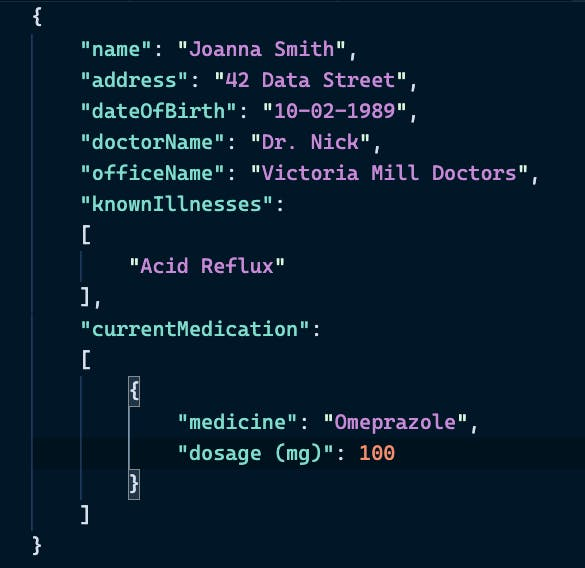 {
    "name": "Joanna Smith",
    "address": "42 Data Street",
    "dateOfBirth": "10-02-1989",
    "doctorName": "Dr. Nick",
    "officeName": "Victoria Mill Doctors",
    "knownIllnesses":
    [
        "Acid Reflux"
    ],
    "currentMedication":
    [
        {
            "medicine": "Omeprazole",
            "dosage (mg)": 100
        }
    ]
}